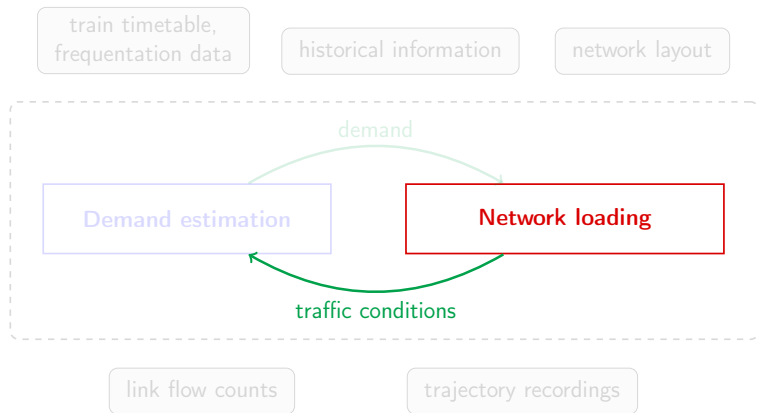 train timetable,
frequentation data
historical information
network layout
demand
Demand estimation
Network loading
traffic conditions
link flow counts
trajectory recordings